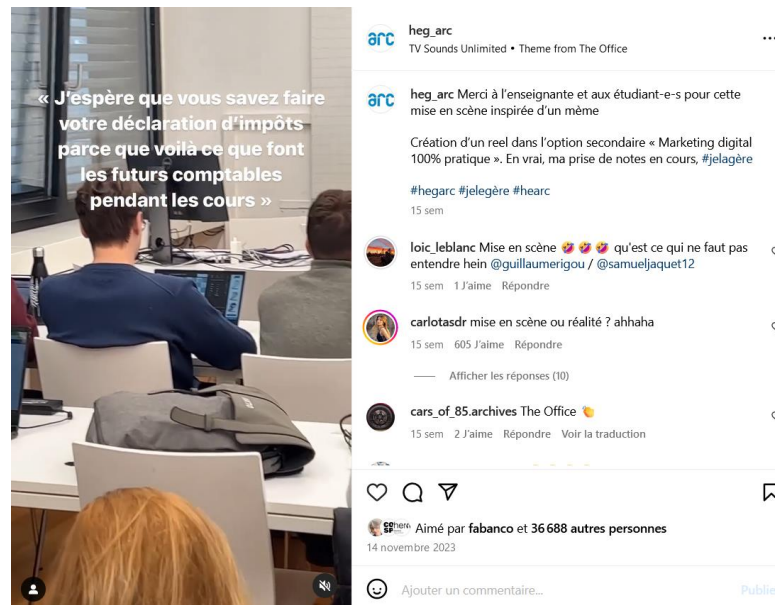 « J'espère que vous savez faire
votre déclaration d'impôts
parce que voilà ce que font
les futurs comptables
pendant les cours »
arc
heg_arc
TV Sounds Unlimited • Theme from The Office
arc
heg_arc Merci à l'enseignante et aux étudiant-e-s pour cette
mise en scène inspirée d'un mème
Création d'un reel dans l'option secondaire « Marketing digital
100% pratique ». En vrai, ma prise de notes en cours, #jelagère
#hegarc #jelegère #hearc
15 sem
loic_leblanc Mise en scène 🤣 🤣 🤣 qu'est ce qui ne faut pas
entendre hein @guillaumerigou / @samueljaquet12
15 sem 1 J'aime Répondre
carlotasdr mise en scène ou réalité ? ahhaha
15 sem 605 J'aime Répondre
Afficher les réponses (10)
cars_of_85.archives The Office 👏
15 sem 2 J'aime Répondre Voir la traduction
Aimé par fabanco et 36 688 autres personnes
14 novembre 2023
Ajouter un commentaire...
Publie